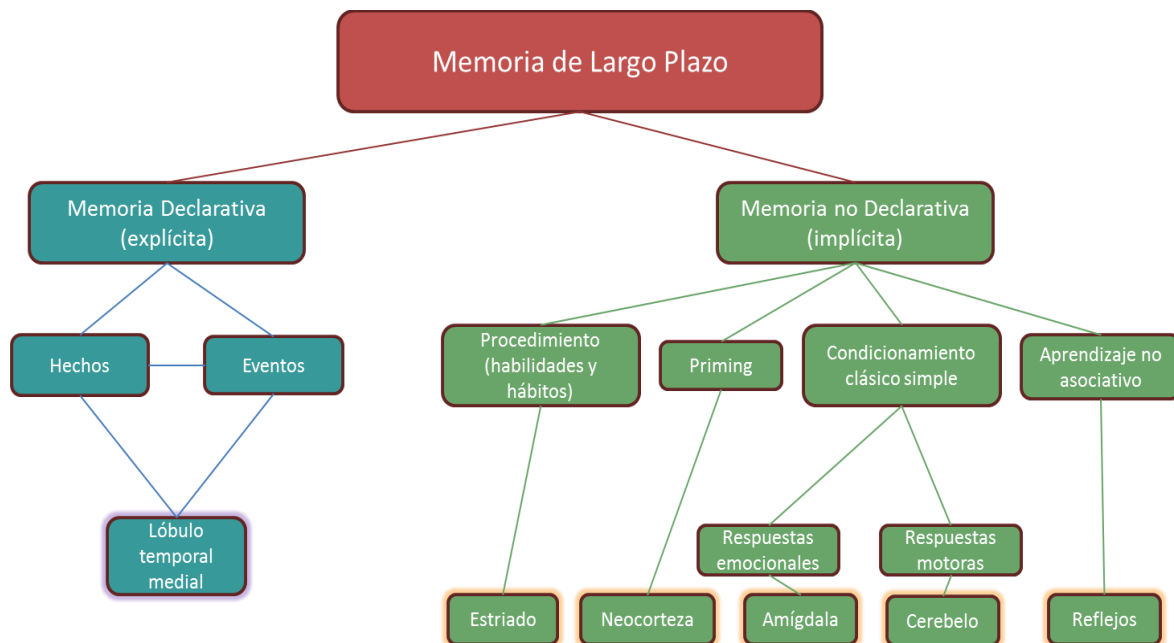 Memoria de Largo Plazo
Memoria Declarativa
(explícita)
Memoria no Declarativa
(implícita)
Hechos
Eventos
Procedimiento
(habilidades y
hábitos)
Priming
Condicionamiento
clásico simple
Aprendizaje no
asociativo
Lóbulo
temporal
medial
Respuestas
emocionales
Respuestas
motoras
Estriado
Neocorteza
Amígdala
Cerebelo
Reflejos